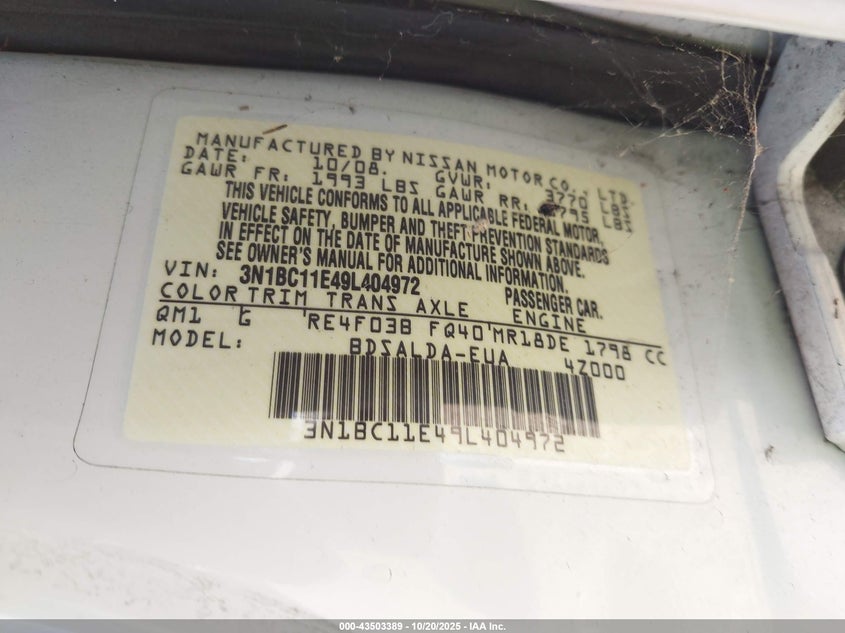 MANUFACTURED BY NISSAN MOTOR CO., LTD
DATE: 10/08. GVWR: 3770 LBS
GAWR FR: 1993 LBS GAWR RR: 1795 LBS
THIS VEHICLE CONFORMS TO ALL APPLICABLE FEDERAL MOTOR
VEHICLE SAFETY, BUMPER AND THEFT PREVENTION STANDARDS
IN EFFECT ON THE DATE OF MANUFACTURE SHOWN ABOVE.
SEE OWNER'S MANUAL FOR ADDITIONAL INFORMATION.
VIN: 3N1BC11E49L404972 PASSENGER CAR.
COLOR TRIM TRANS AXLE ENGINE
QM1 G RE4F03B FQ40 MR18DE 1798 CC
MODEL: BDSALDA-EUA 4Z000
3N1BC11E49L404972
000-43503389 - 10/20/2025 - IAA Inc.